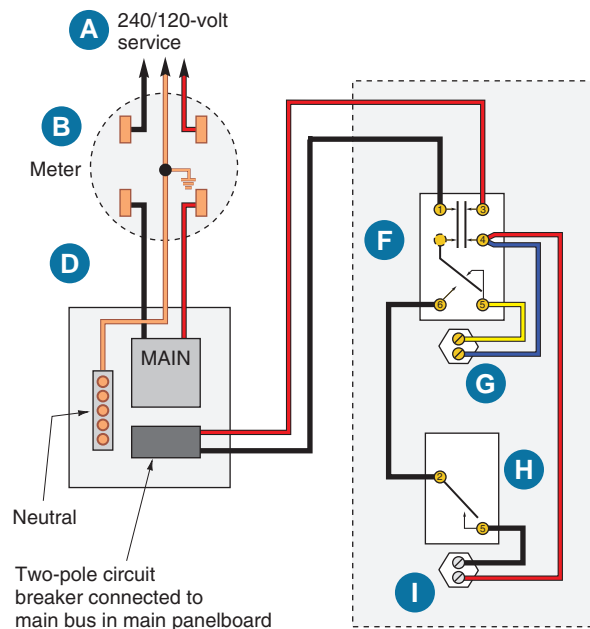 A
240/120-volt
service
B
Meter
D
MAIN
Neutral
Two-pole circuit
breaker connected to
main bus in main panelboard
F
1
3
4
6
5
G
H
2
5
I